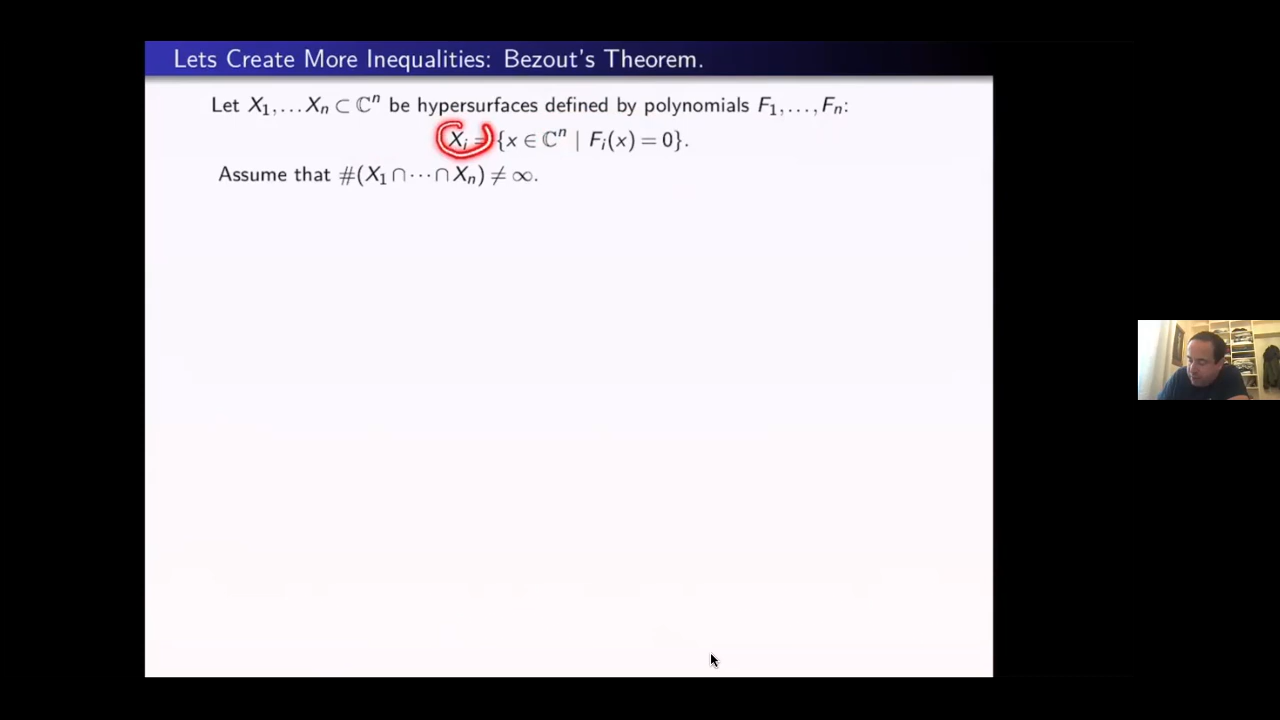 Lets Create More Inequalities: Bezout's Theorem.
Let X₁,…Xₙ ⊂ ℂⁿ be hypersurfaces defined by polynomials F₁,…,Fₙ:
Xᵢ = {x ∈ ℂⁿ | Fᵢ(x) = 0}.
Assume that #(X₁ ∩ ⋯ ∩ Xₙ) ≠ ∞.